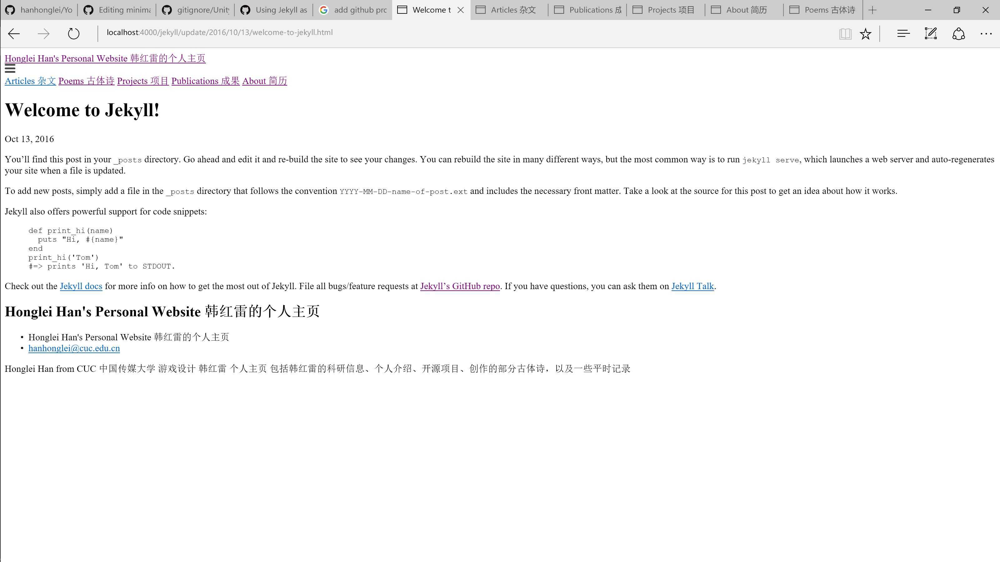 hanhonglei/Yo
Editing minima
gitignore/Unity
Using Jekyll as
add github pro
Welcome t
Articles 杂文
Publications 成
Projects 项目
About 简历
Poems 古体诗
localhost:4000/jekyll/update/2016/10/13/welcome-to-jekyll.html
Honglei Han's Personal Website 韩红雷的个人主页
Articles 杂文 Poems 古体诗 Projects 项目 Publications 成果 About 简历
Welcome to Jekyll!
Oct 13, 2016
You’ll find this post in your _posts directory. Go ahead and edit it and re-build the site to see your changes. You can rebuild the site in many different ways, but the most common way is to run jekyll serve, which launches a web server and auto-regenerates
your site when a file is updated.
To add new posts, simply add a file in the _posts directory that follows the convention YYYY-MM-DD-name-of-post.ext and includes the necessary front matter. Take a look at the source for this post to get an idea about how it works.
Jekyll also offers powerful support for code snippets:
def print_hi(name)
  puts "Hi, #{name}"
end
print_hi('Tom')
#=> prints 'Hi, Tom' to STDOUT.
Check out the Jekyll docs for more info on how to get the most out of Jekyll. File all bugs/feature requests at Jekyll’s GitHub repo. If you have questions, you can ask them on Jekyll Talk.
Honglei Han's Personal Website 韩红雷的个人主页
• Honglei Han's Personal Website 韩红雷的个人主页
• hanhonglei@cuc.edu.cn
Honglei Han from CUC 中国传媒大学 游戏设计 韩红雷 个人主页 包括韩红雷的科研信息、个人介绍、开源项目、创作的部分古体诗，以及一些平时记录